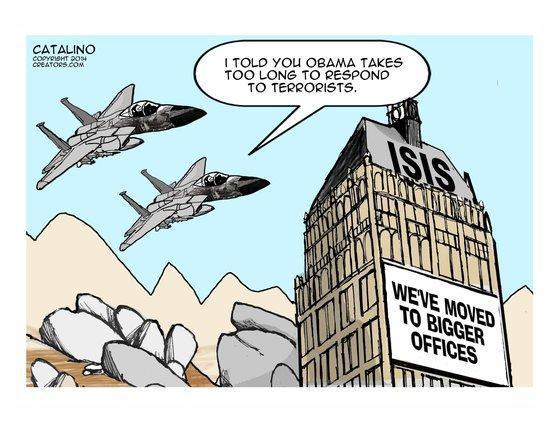 CATALINO
COPYRIGHT 2014
CREATORS.COM
I TOLD YOU OBAMA TAKES
TOO LONG TO RESPOND
TO TERRORISTS.
ISIS
WE'VE MOVED
TO BIGGER
OFFICES